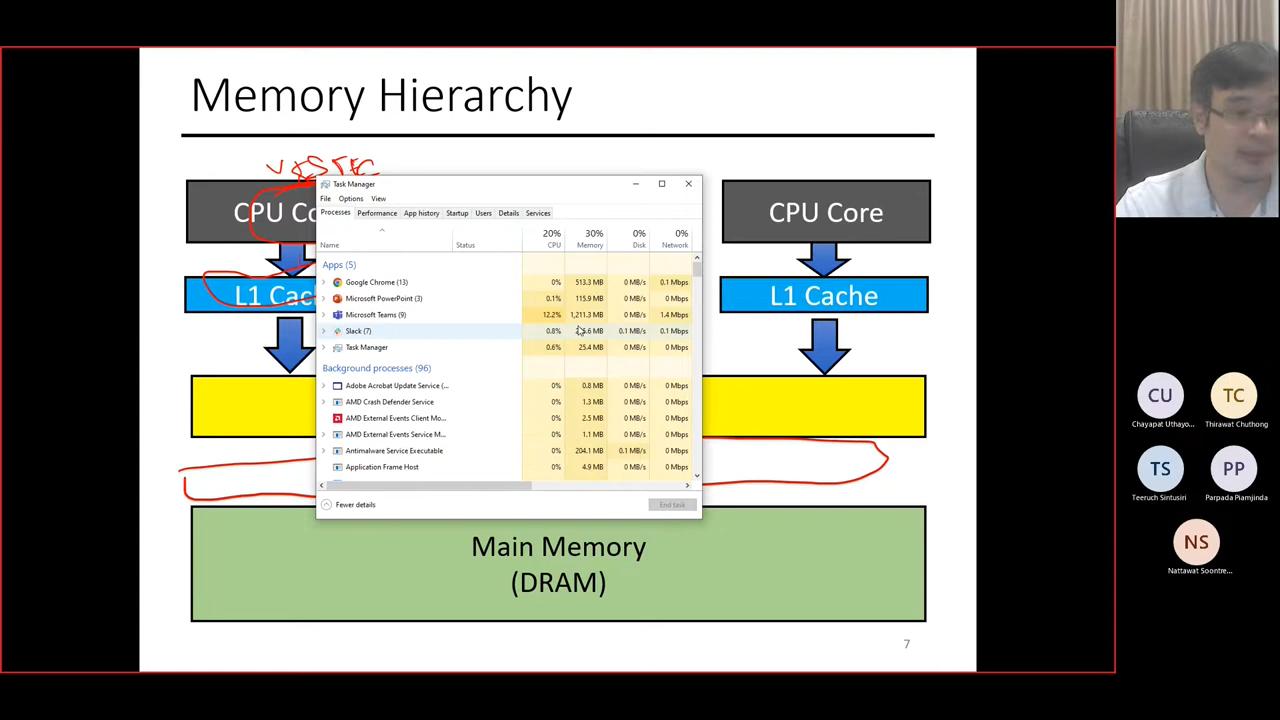 Memory Hierarchy
VISTEC
CPU Co
CPU Core
L1 Cac
L1 Cache
Task Manager
File Options View
Processes Performance App history Startup Users Details Services
20% 30% 0% 0%
Name Status CPU Memory Disk Network
Apps (5)
Google Chrome (13) 0% 513.3 MB 0 MB/s 0.1 Mbps
Microsoft PowerPoint (3) 0.1% 115.9 MB 0 MB/s 0 Mbps
Microsoft Teams (9) 12.2% 1,211.3 MB 0 MB/s 1.4 Mbps
Slack (7) 0.8% 0.1 MB/s 0.1 Mbps
Task Manager 0.6% 25.4 MB 0 MB/s 0 Mbps
Background processes (96)
Adobe Acrobat Update Service (... 0% 0.8 MB 0 MB/s 0 Mbps
AMD Crash Defender Service 0% 1.3 MB 0 MB/s 0 Mbps
AMD External Events Client Mo... 0% 2.5 MB 0 MB/s 0 Mbps
AMD External Events Service M... 0% 1.1 MB 0 MB/s 0 Mbps
Antimalware Service Executable 0% 204.1 MB 0.1 MB/s 0 Mbps
Application Frame Host 0% 4.9 MB 0 MB/s 0 Mbps
Fewer details End task
Main Memory
(DRAM)
7
CU TC
Chayapat Uthayo... Thirawat Chuthong
TS PP
Teeruch Sintusiri Parpada Piamjinda
NS
Nattawat Soontre...